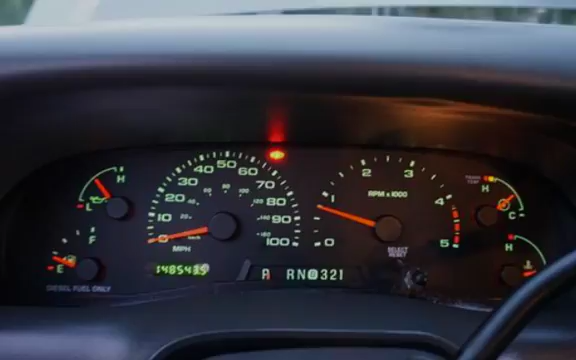 10 20 30 40 50 60 70 80 90 100
MPH
km/h
0 1 2 3 4 5
RPM x 1000
SELECT
RESET
H
L
F
E
DIESEL FUEL ONLY
TRANS
TEMP
H
C
H
A RN0321